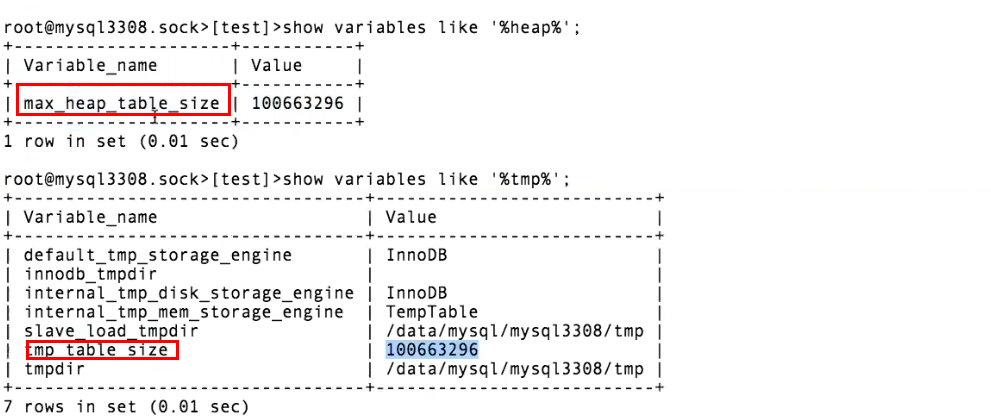 root@mysql3308.sock>[test]>show variables like '%heap%';
+---------------------+-----------+
| Variable_name       | Value     |
+---------------------+-----------+
| max_heap_table_size | 100663296 |
+---------------------+-----------+
1 row in set (0.01 sec)
root@mysql3308.sock>[test]>show variables like '%tmp%';
+----------------------------------+--------------------------+
| Variable_name                    | Value                    |
+----------------------------------+--------------------------+
| default_tmp_storage_engine       | InnoDB                   |
| innodb_tmpdir                    |                          |
| internal_tmp_disk_storage_engine | InnoDB                   |
| internal_tmp_mem_storage_engine  | TempTable                |
| slave_load_tmpdir                | /data/mysql/mysql3308/tmp |
| tmp_table_size                   | 100663296                |
| tmpdir                           | /data/mysql/mysql3308/tmp |
+----------------------------------+--------------------------+
7 rows in set (0.01 sec)